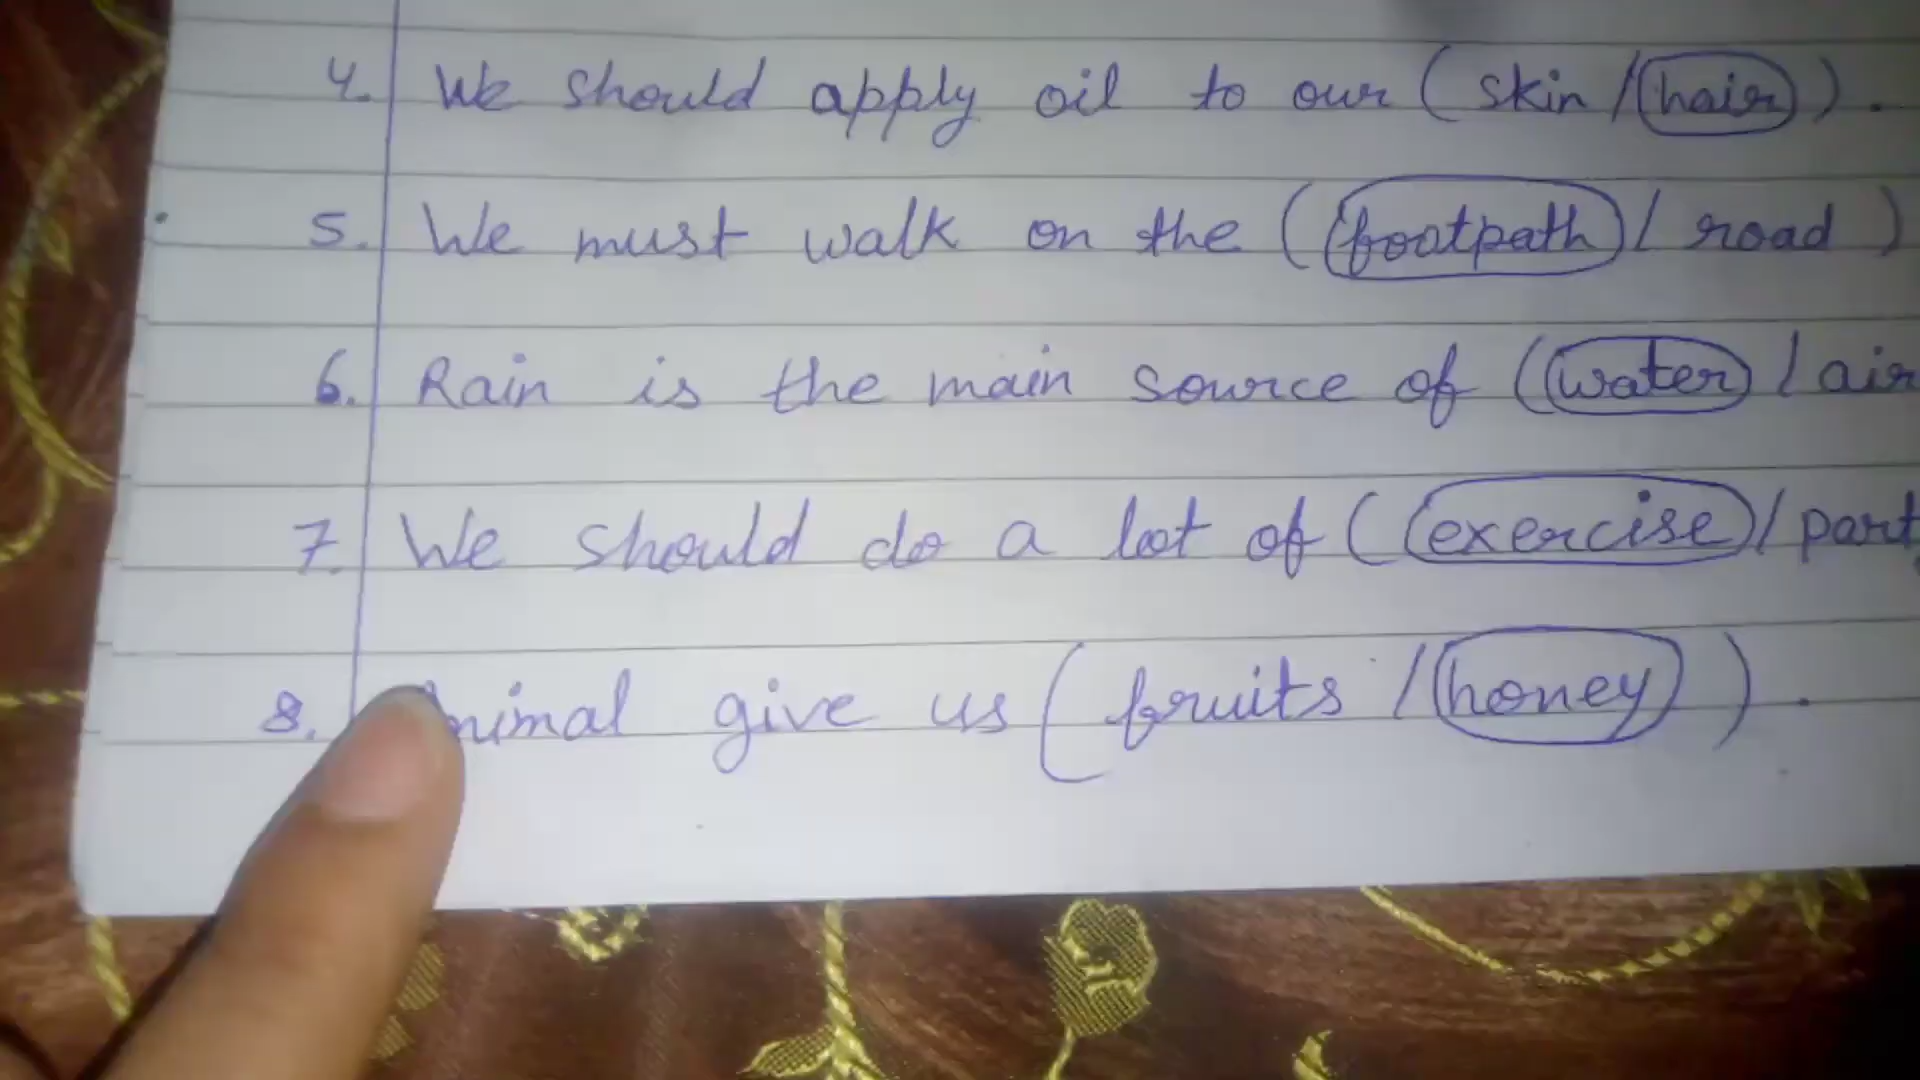 4. We should apply oil to our ( skin / hair ) .
5. We must walk on the ( footpath / road )
6. Rain is the main source of ( water / air
7. We should do a lot of ( exercise / part
8. Animal give us ( fruits / honey ) .